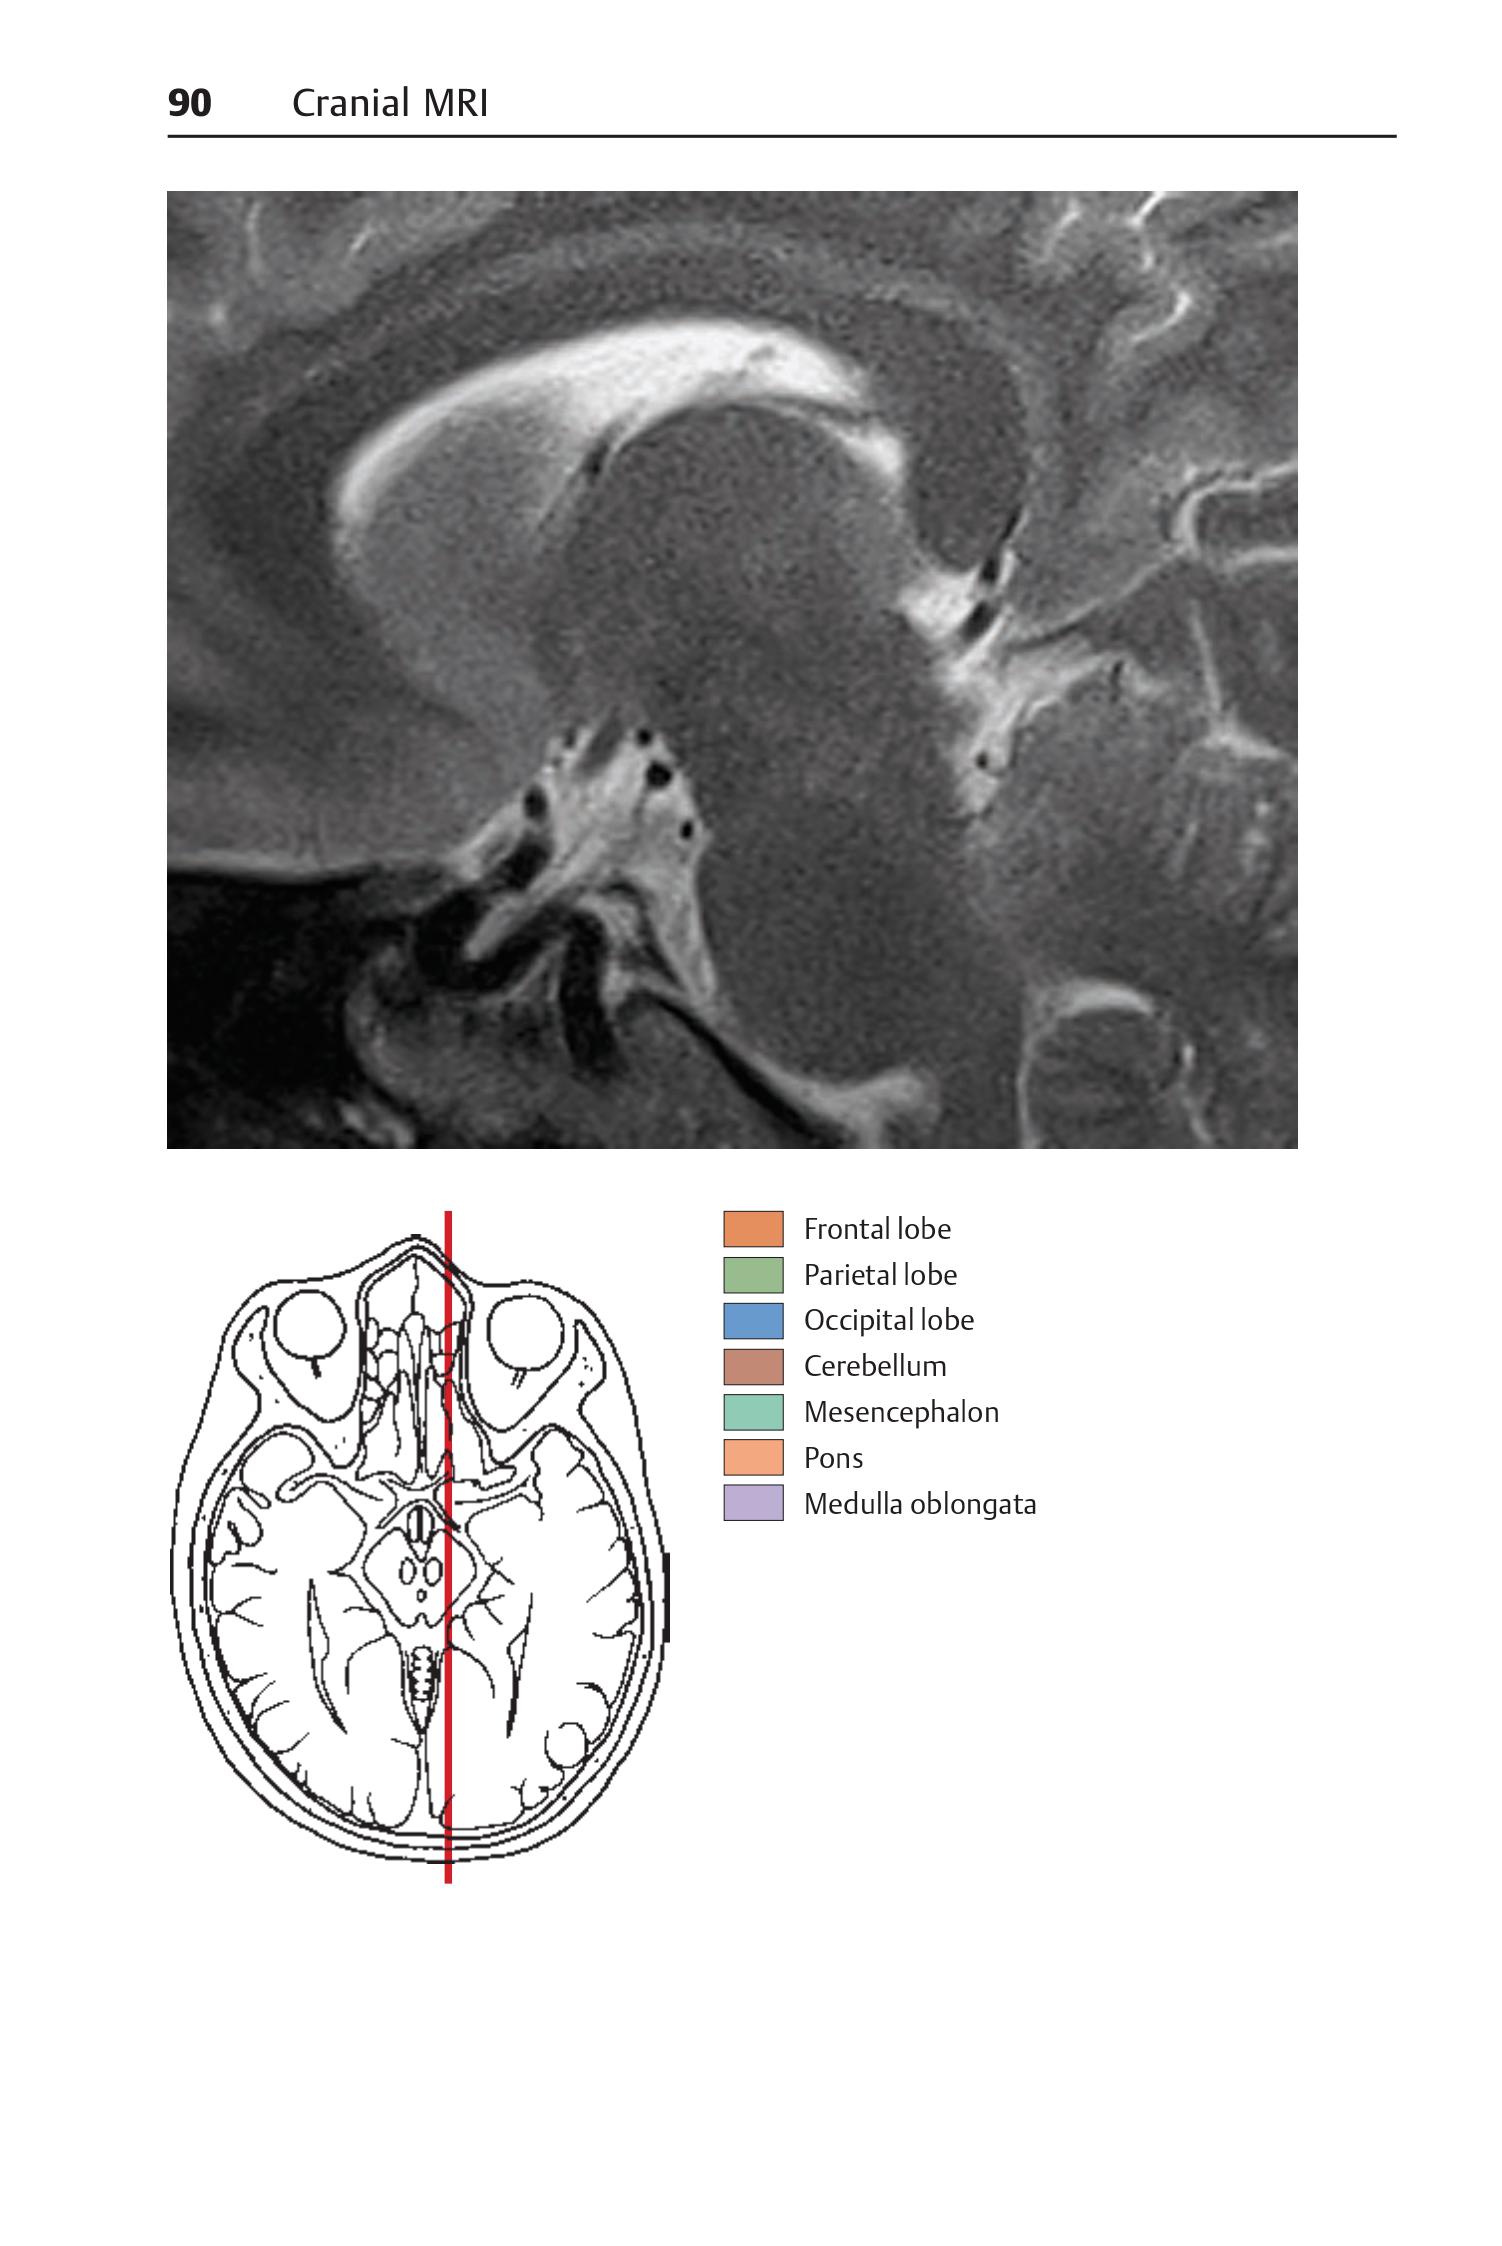 90 Cranial MRI
Frontal lobe
Parietal lobe
Occipital lobe
Cerebellum
Mesencephalon
Pons
Medulla oblongata